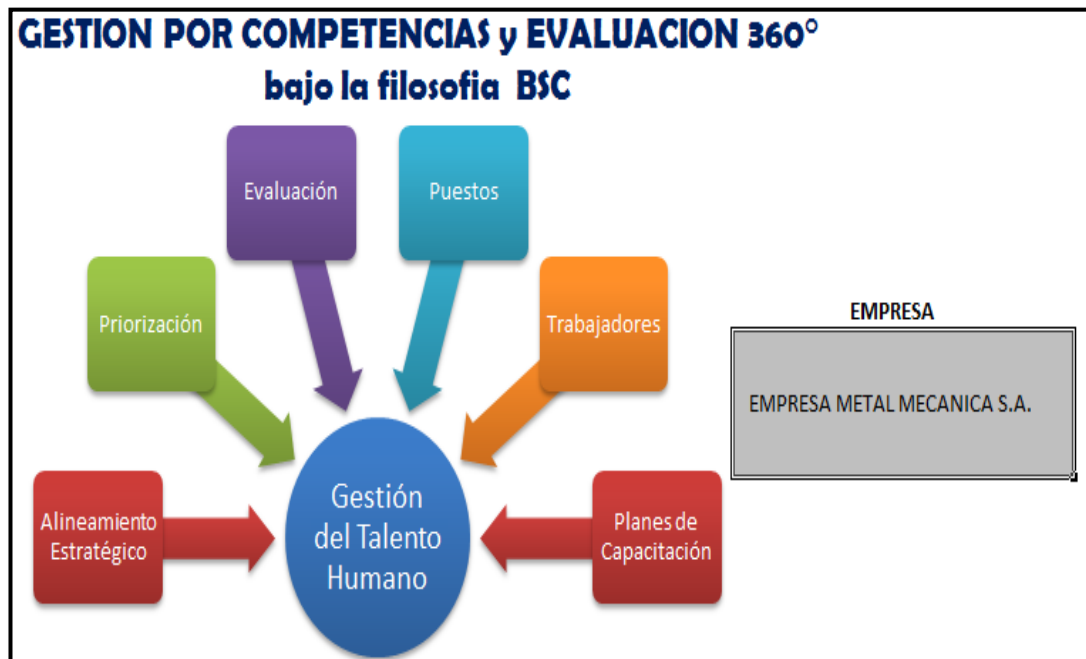 GESTION POR COMPETENCIAS y EVALUACION 360°
bajo la filosofia BSC
Evaluación
Puestos
Priorización
Trabajadores
EMPRESA
EMPRESA METAL MECANICA S.A.
Alineamiento
Estratégico
Gestión
del Talento
Humano
Planes de
Capacitación